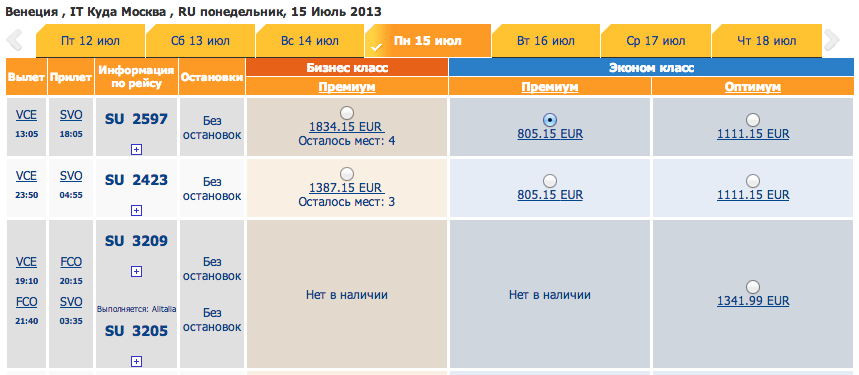 Венеция , IT Куда Москва , RU понедельник, 15 Июль 2013
Пт 12 июл
Сб 13 июл
Вс 14 июл
Пн 15 июл
Вт 16 июл
Ср 17 июл
Чт 18 июл
Вылет
Прилет
Информация
по рейсу
Остановки
Бизнес класс
Эконом класс
Премиум
Премиум
Оптимум
VCE
13:05
SVO
18:05
SU 2597
Без
остановок
1834.15 EUR
Осталось мест: 4
805.15 EUR
1111.15 EUR
VCE
23:50
SVO
04:55
SU 2423
Без
остановок
1387.15 EUR
Осталось мест: 3
805.15 EUR
1111.15 EUR
VCE
19:10
FCO
20:15
SU 3209
Без
остановок
FCO
21:40
SVO
03:35
Выполняется: Alitalia
SU 3205
Без
остановок
Нет в наличии
Нет в наличии
1341.99 EUR